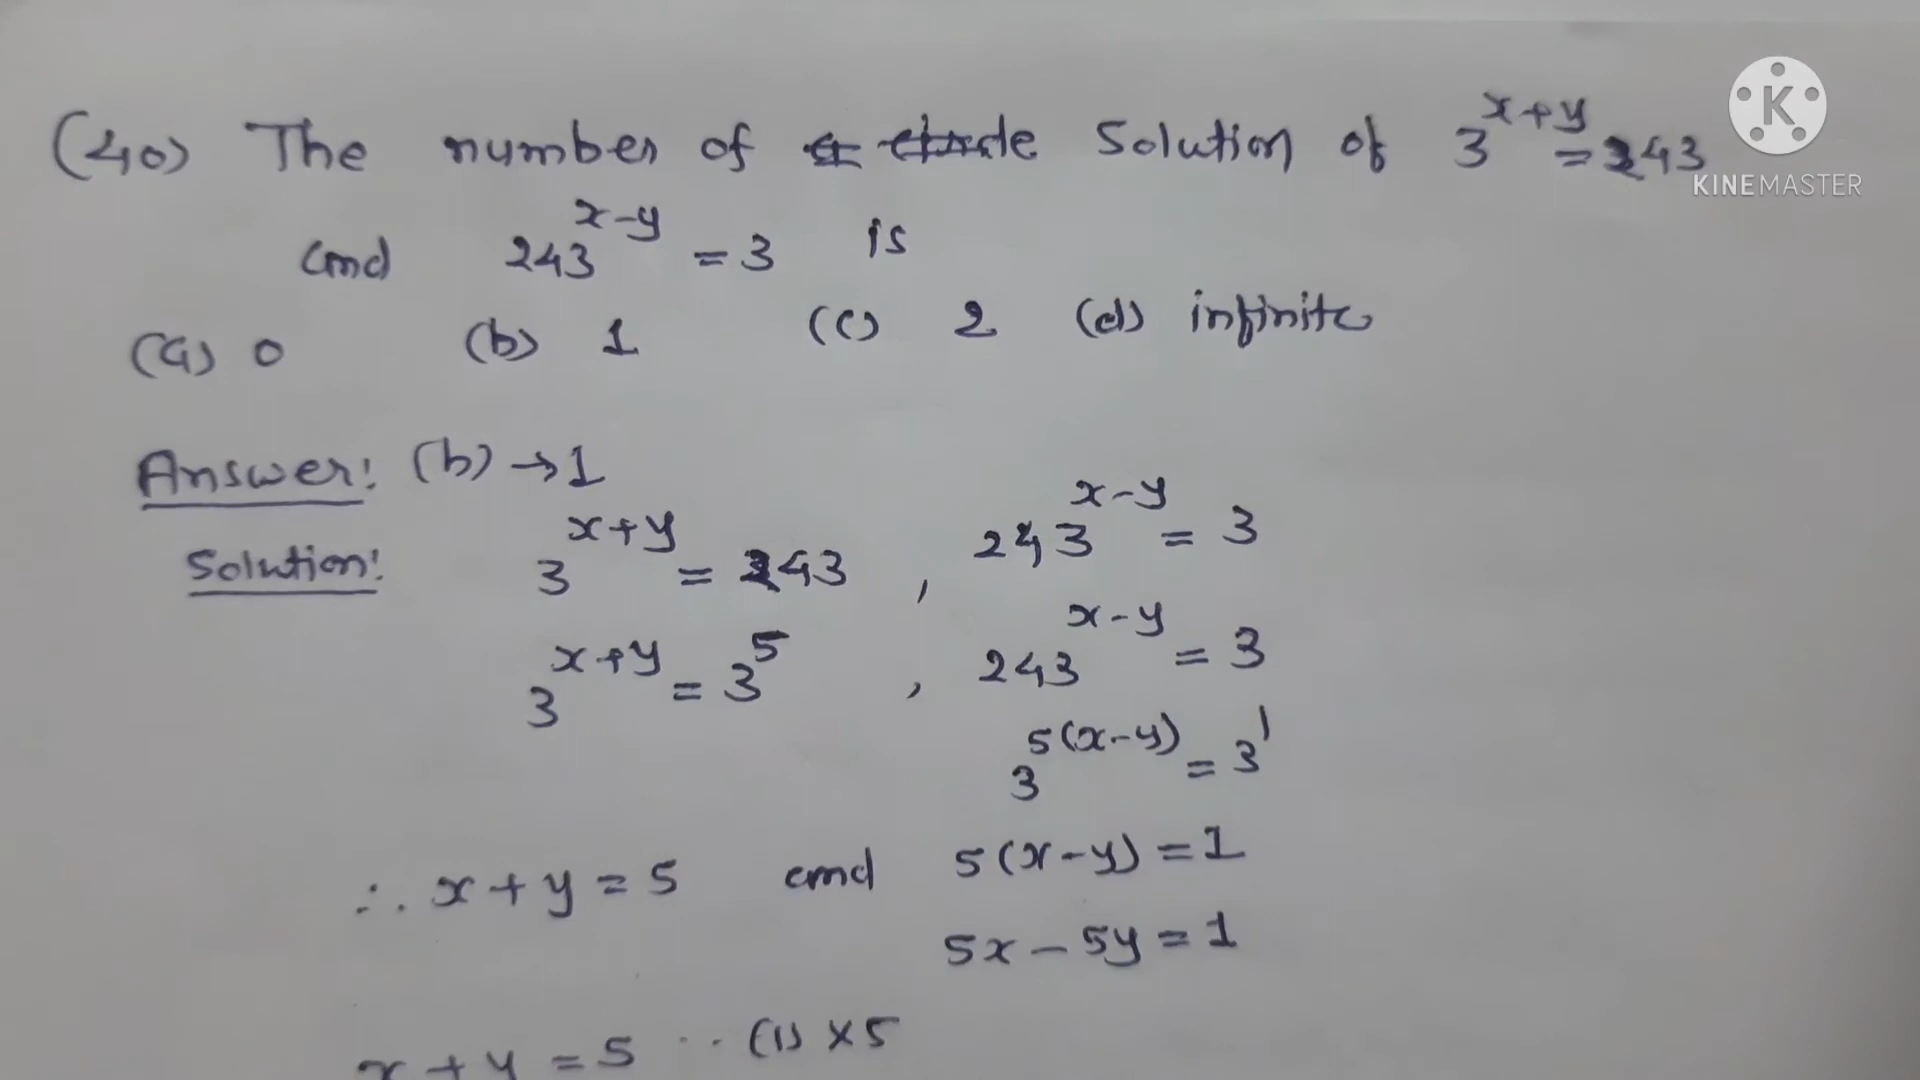 (40) The number of solution of 3^{x+y} = 243
and 243^{x-y} = 3 is
(a) 0 (b) 1 (c) 2 (d) infinite
Answer: (b) → 1
Solution: 3^{x+y} = 243 , 243^{x-y} = 3
3^{x+y} = 3^5 , 243^{x-y} = 3
3^{5(x-y)} = 3^1
∴ x + y = 5 and 5(x-y) = 1
5x - 5y = 1
x + y = 5 ·· (1) × 5
K
KINEMASTER